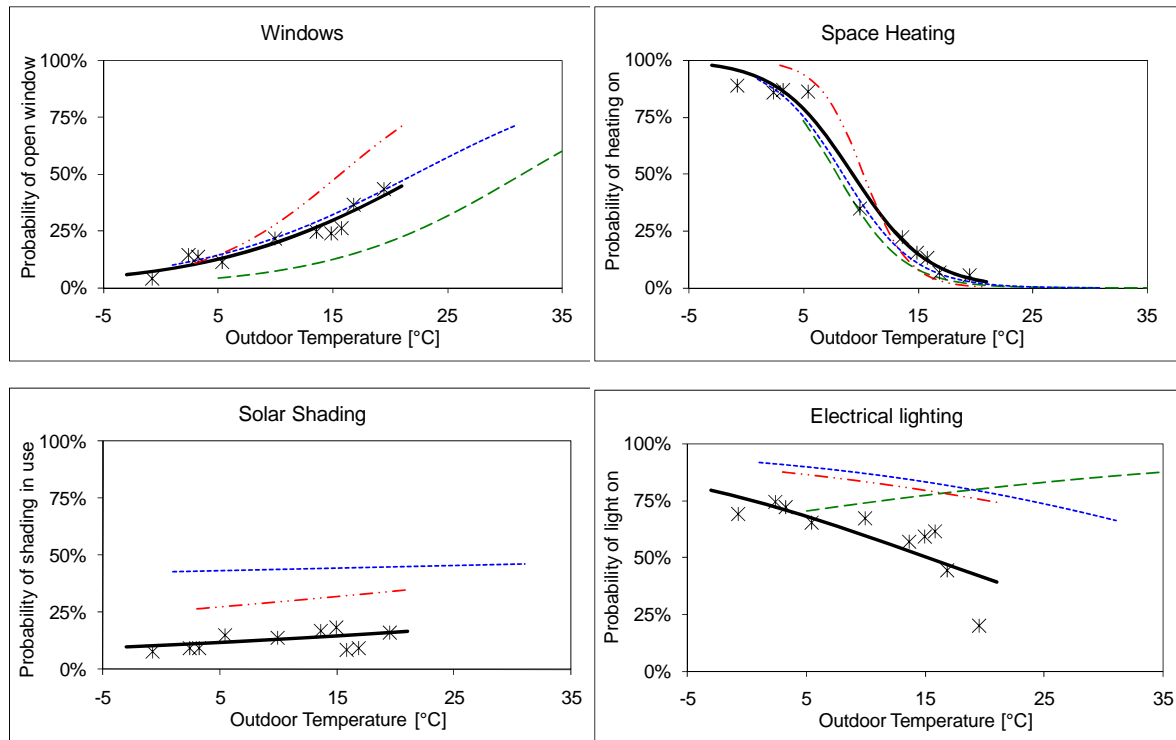 Windows
100%
75%
50%
25%
0%
-5 5 15 25 35
Probability of open window
Outdoor Temperature [°C]
Space Heating
100%
75%
50%
25%
0%
-5 5 15 25 35
Probability of heating on
Outdoor Temperature [°C]
Solar Shading
100%
75%
50%
25%
0%
-5 5 15 25 35
Probability of shading in use
Outdoor Temperature [°C]
Electrical lighting
100%
75%
50%
25%
0%
-5 5 15 25 35
Probability of light on
Outdoor Temperature [°C]